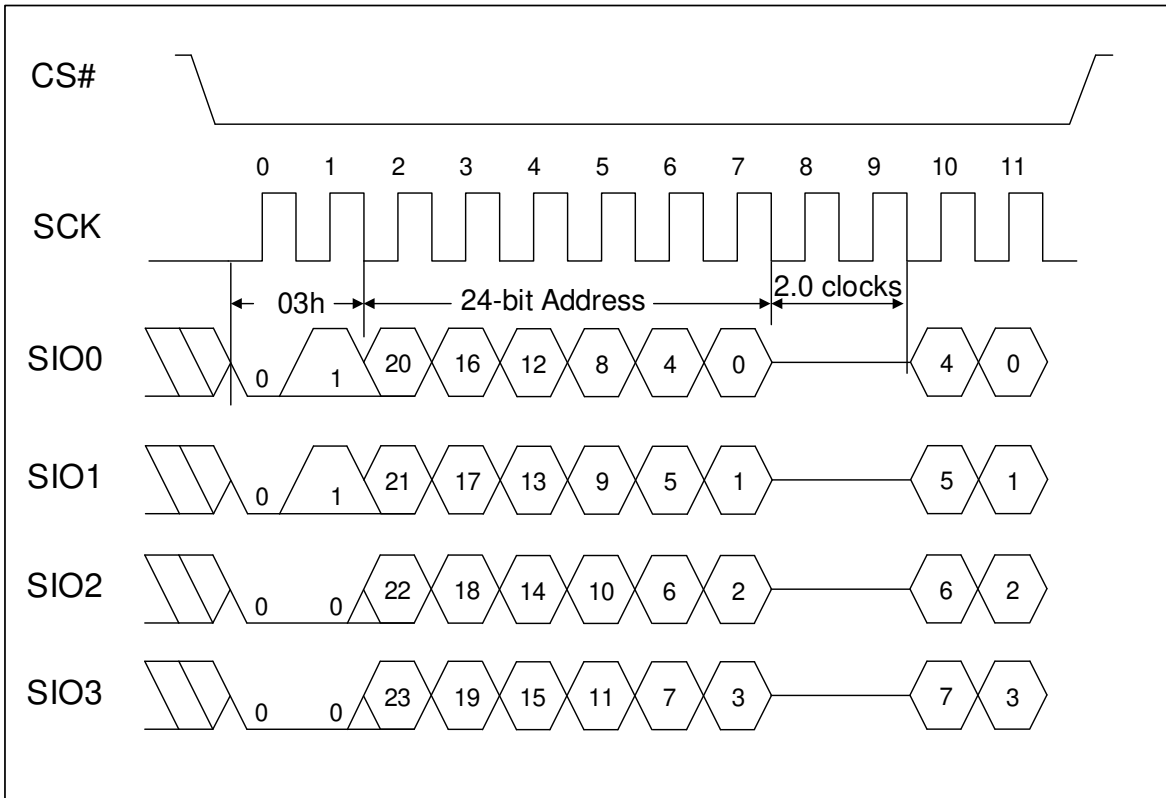 CS#
0 1 2 3 4 5 6 7 8 9 10 11
SCK
03h 24-bit Address 2.0 clocks
SIO0 0 1 20 16 12 8 4 0 4 0
SIO1 0 1 21 17 13 9 5 1 5 1
SIO2 0 0 22 18 14 10 6 2 6 2
SIO3 0 0 23 19 15 11 7 3 7 3